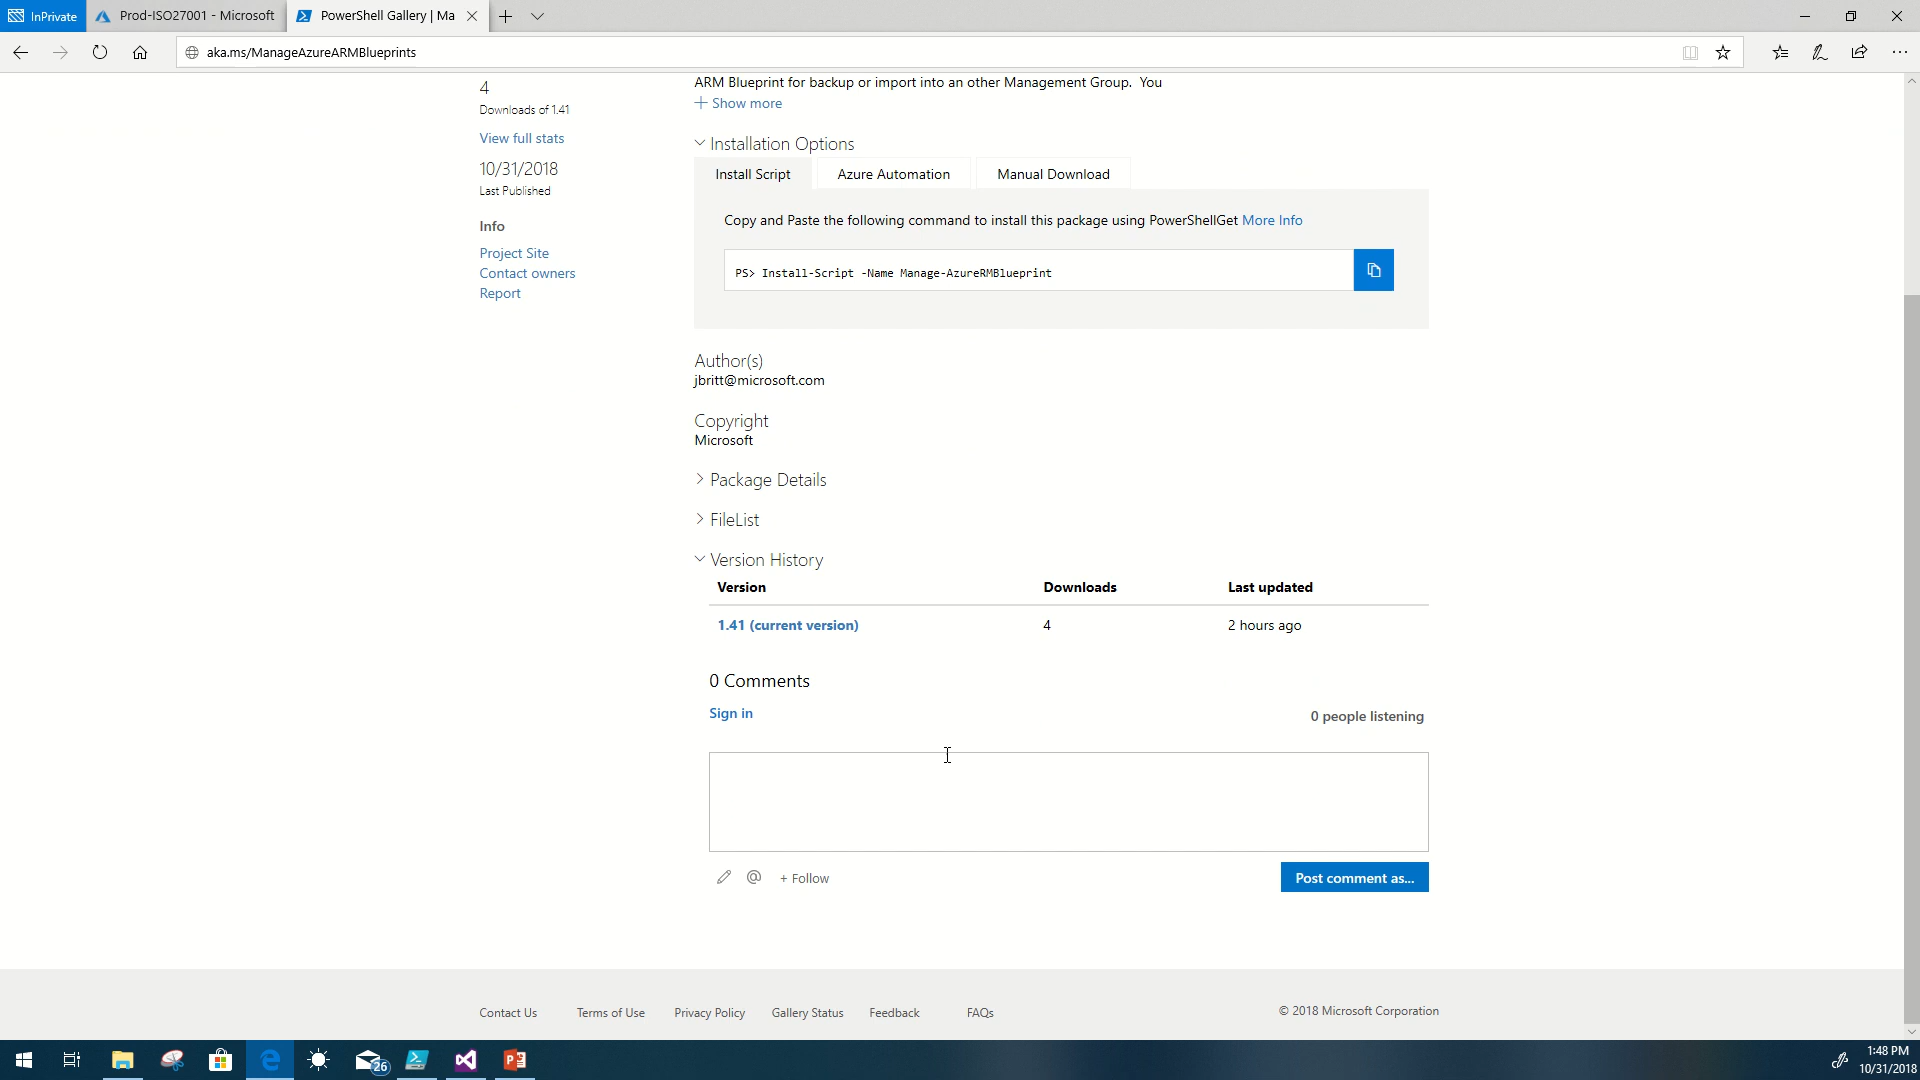 InPrivate
Prod-ISO27001 - Microsoft
PowerShell Gallery | Ma
aka.ms/ManageAzureARMBlueprints
4
Downloads of 1.41
View full stats
10/31/2018
Last Published
Info
Project Site
Contact owners
Report
ARM Blueprint for backup or import into an other Management Group. You
+ Show more
Installation Options
Install Script
Azure Automation
Manual Download
Copy and Paste the following command to install this package using PowerShellGet More Info
PS> Install-Script -Name Manage-AzureRMBlueprint
Author(s)
jbritt@microsoft.com
Copyright
Microsoft
Package Details
FileList
Version History
Version Downloads Last updated
1.41 (current version) 4 2 hours ago
0 Comments
Sign in
0 people listening
@ + Follow
Post comment as...
Contact Us Terms of Use Privacy Policy Gallery Status Feedback FAQs
© 2018 Microsoft Corporation
26
1:48 PM
10/31/2018